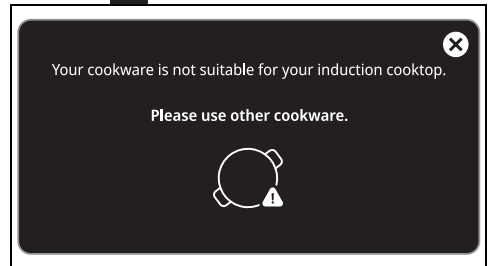 Your cookware is not suitable for your induction cooktop.
Please use other cookware.